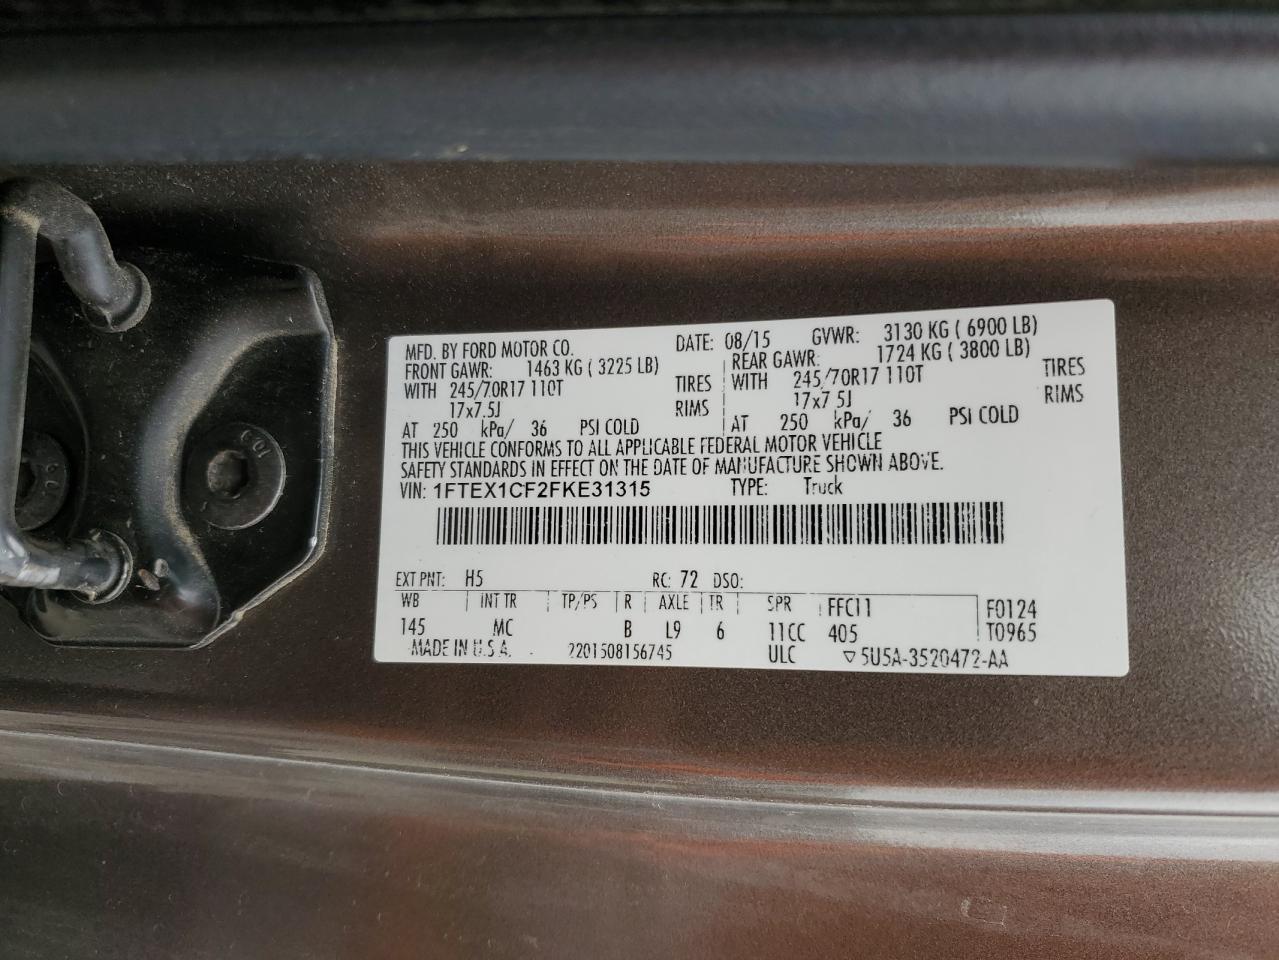 MFD. BY FORD MOTOR CO. DATE: 08/15 GVWR: 3130 KG ( 6900 LB)
FRONT GAWR: 1463 KG ( 3225 LB) REAR GAWR: 1724 KG ( 3800 LB)
WITH 245/70R17 110T TIRES WITH 245/70R17 110T TIRES
17x7.5J RIMS 17x7.5J RIMS
AT 250 kPa/ 36 PSI COLD AT 250 kPa/ 36 PSI COLD
THIS VEHICLE CONFORMS TO ALL APPLICABLE FEDERAL MOTOR VEHICLE
SAFETY STANDARDS IN EFFECT ON THE DATE OF MANUFACTURE SHOWN ABOVE.
VIN: 1FTEX1CF2FKE31315 TYPE: Truck
EXT PNT: H5 RC: 72 DSO:
WB INT TR TP/PS R AXLE TR SPR FFC11 F0124
145 MC B L9 6 11CC 405 T0965
MADE IN U.S.A. 2201508156745 ULC ▽5U5A-3520472-AA